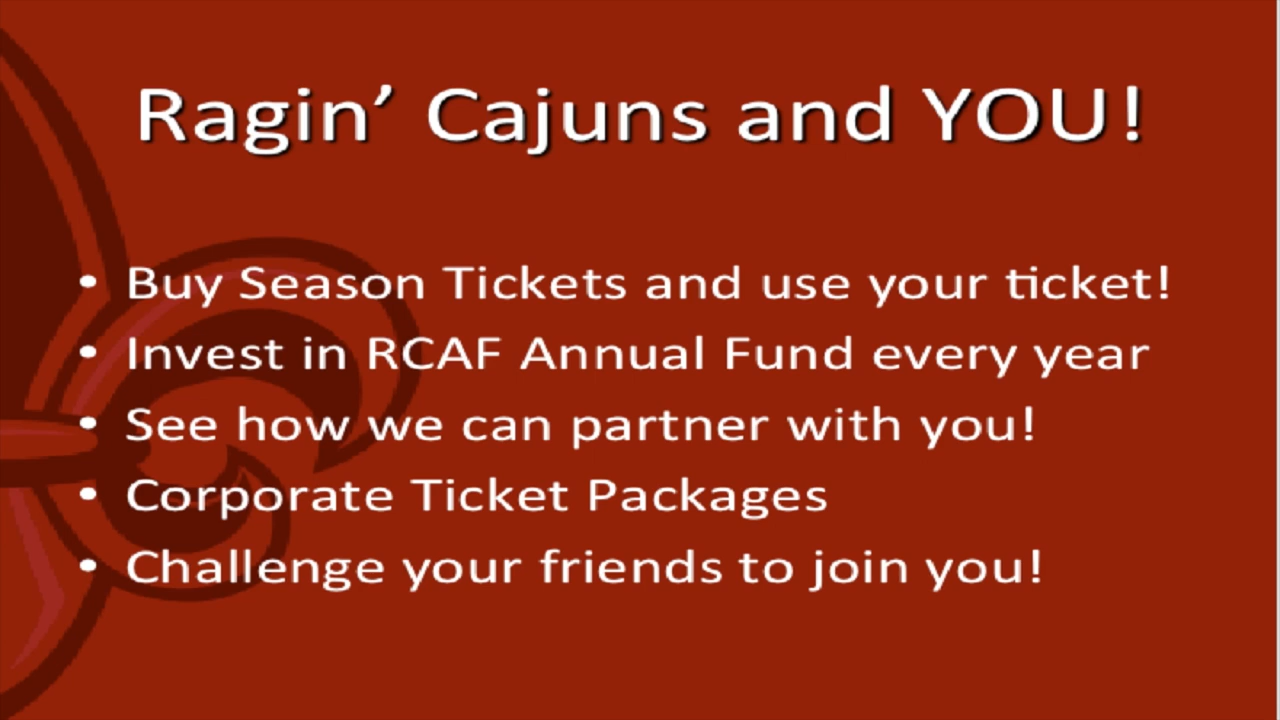 Ragin’ Cajuns and YOU!
• Buy Season Tickets and use your ticket!
• Invest in RCAF Annual Fund every year
• See how we can partner with you!
• Corporate Ticket Packages
• Challenge your friends to join you!